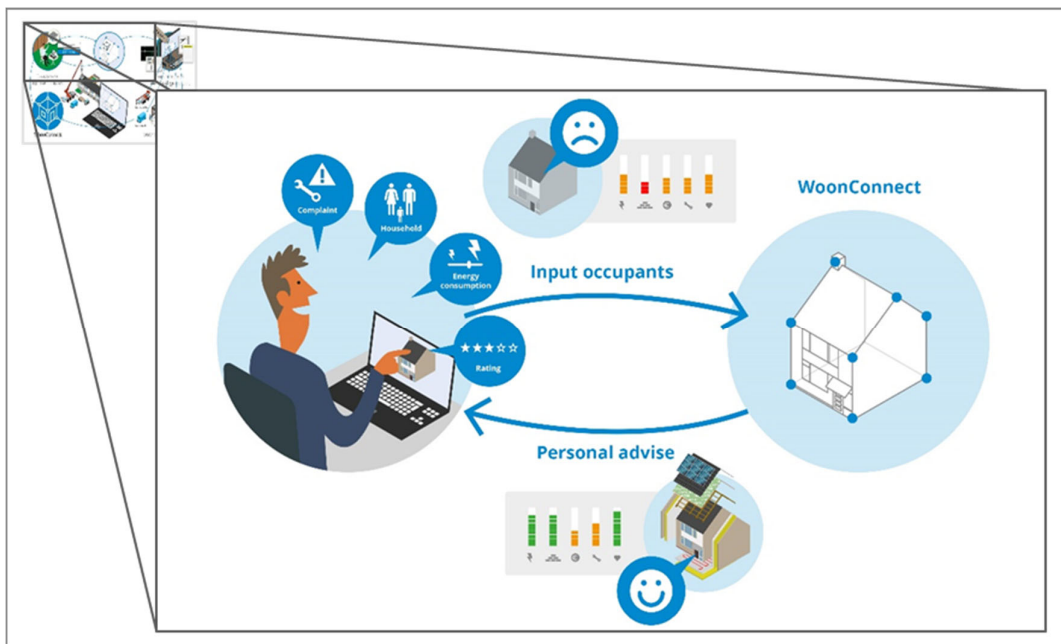 WoonConnect
Complaint
Household
Energy
consumption
Input occupants
Rating
Personal advise